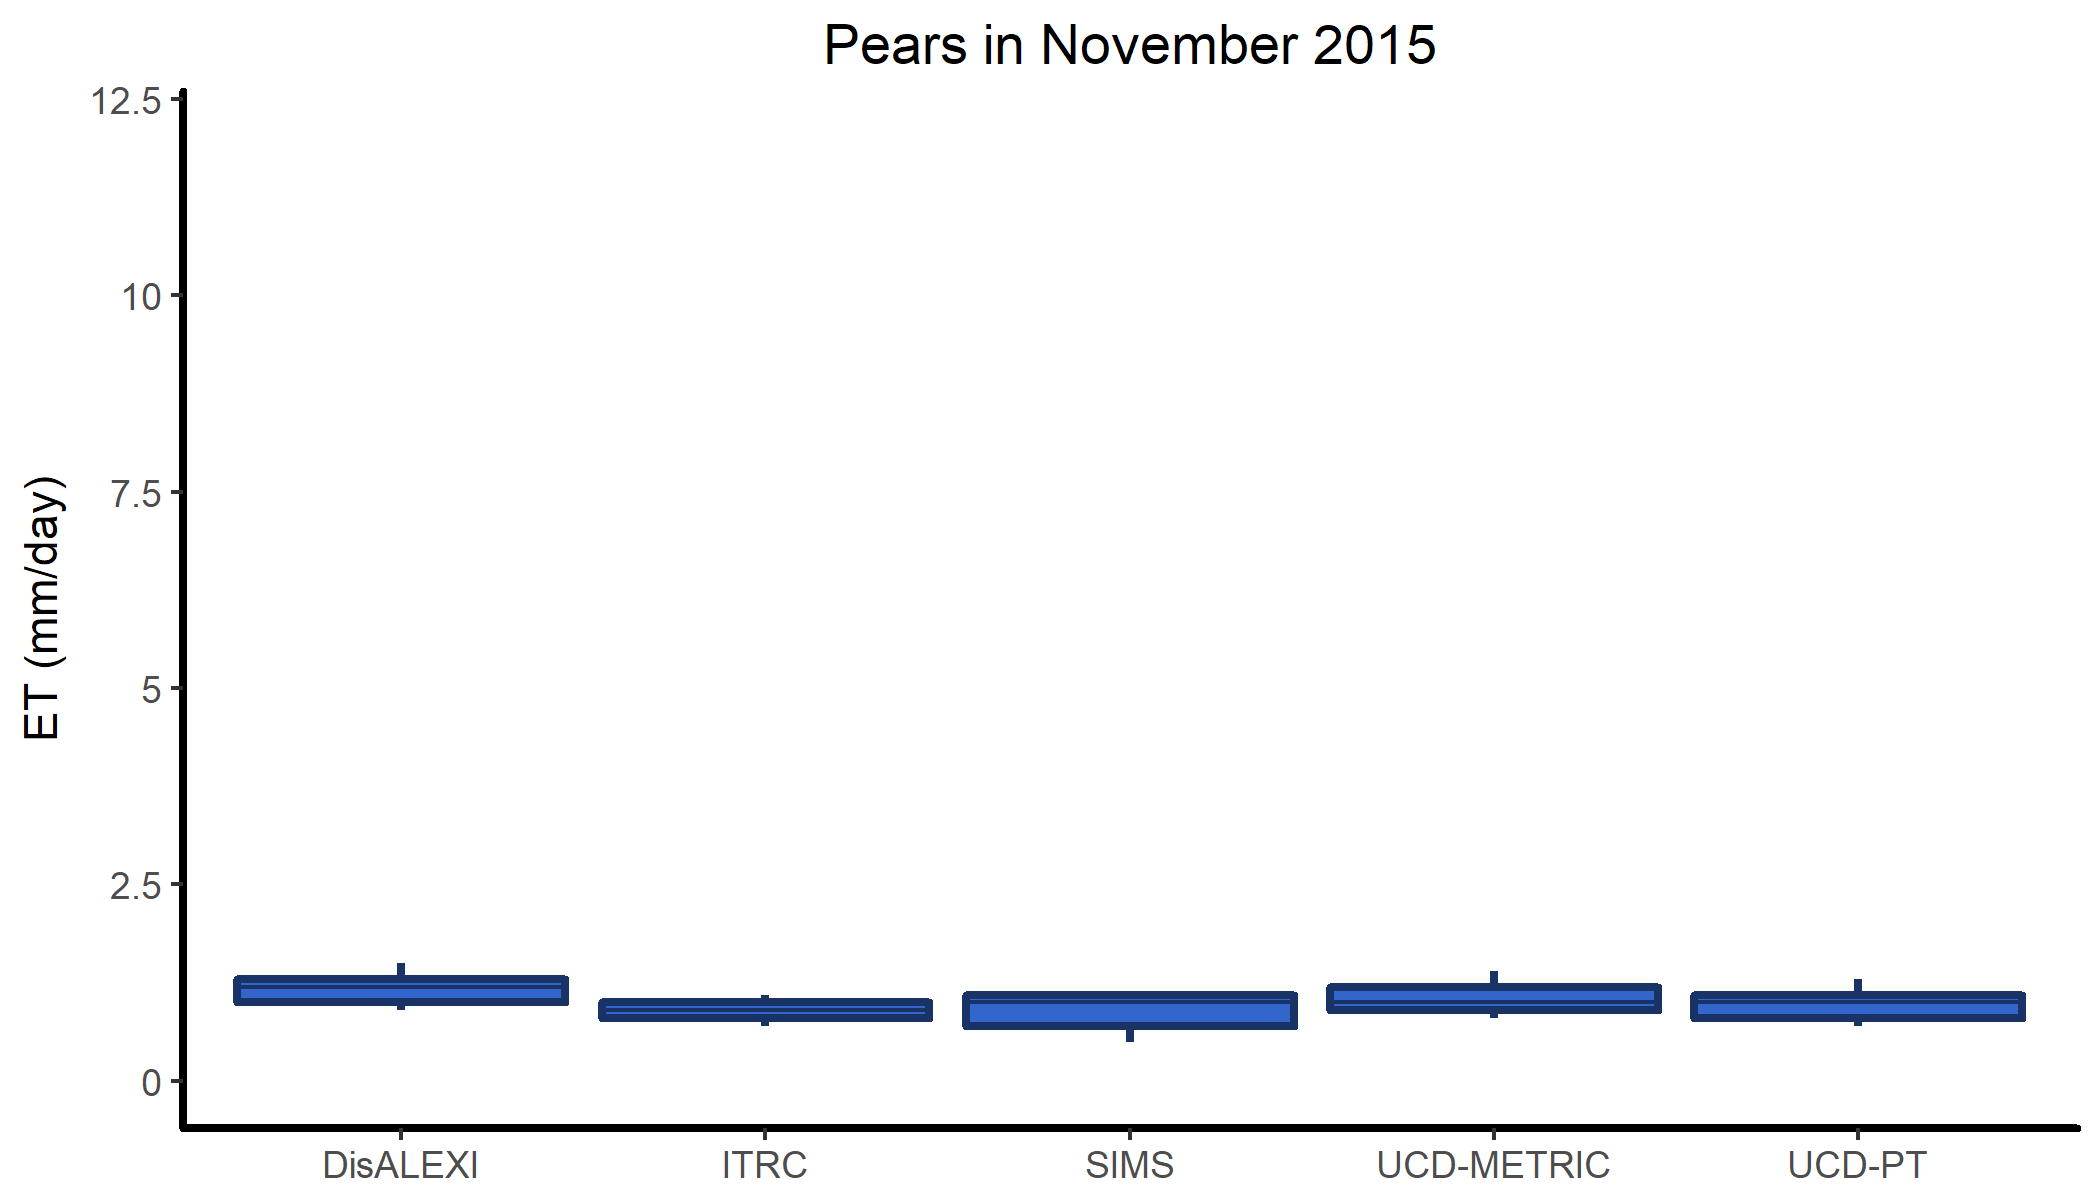 Pears in November 2015
ET (mm/day)
12.5
10
7.5
5
2.5
0
DisALEXI ITRC SIMS UCD-METRIC UCD-PT